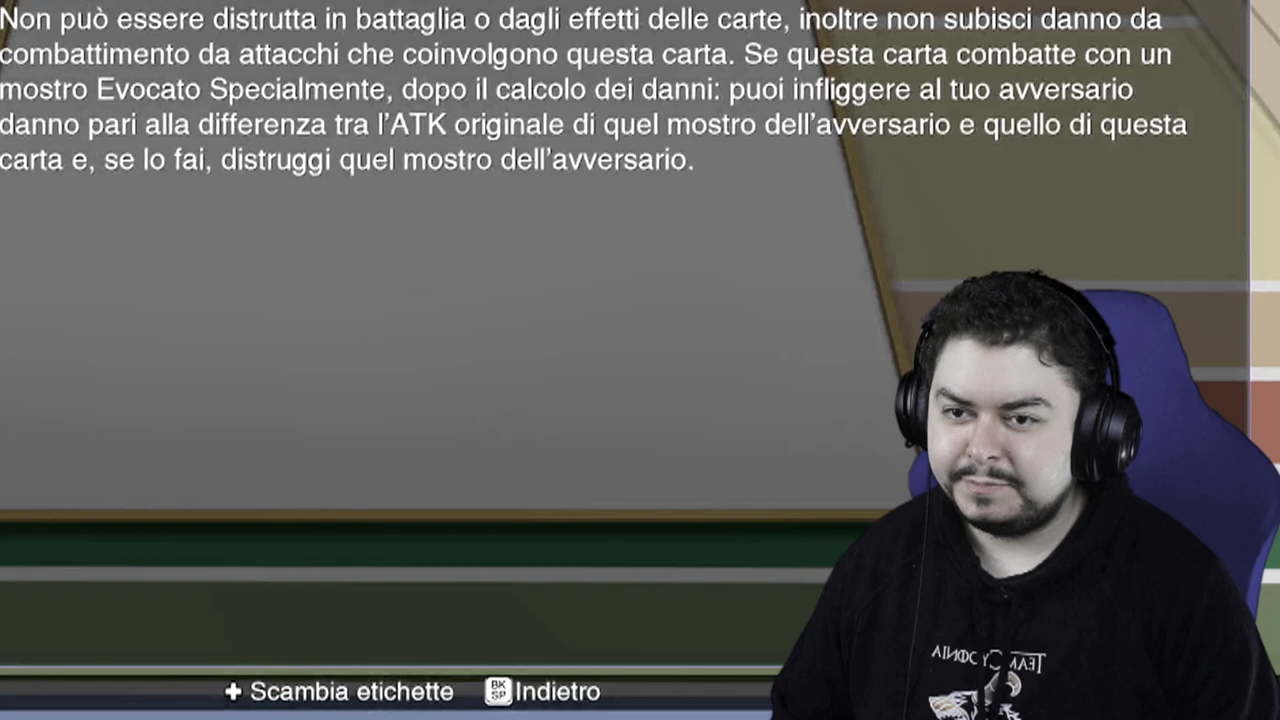 Non può essere distrutta in battaglia o dagli effetti delle carte, inoltre non subisci danno da
combattimento da attacchi che coinvolgono questa carta. Se questa carta combatte con un
mostro Evocato Specialmente, dopo il calcolo dei danni: puoi infliggere al tuo avversario
danno pari alla differenza tra l'ATK originale di quel mostro dell'avversario e quello di questa
carta e, se lo fai, distruggi quel mostro dell'avversario.
TEAM
Scambia etichette
BK SP Indietro